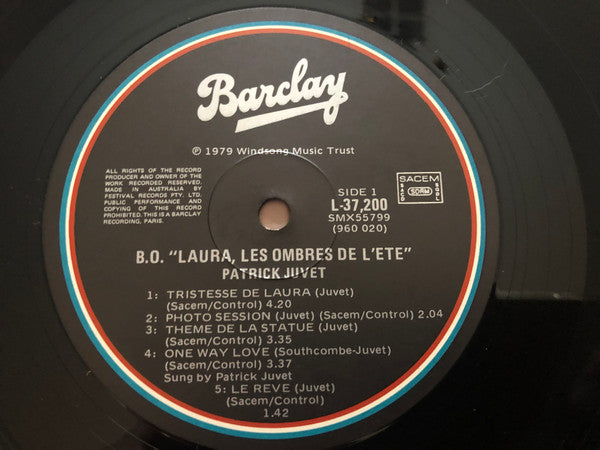 Barclay
℗ 1979 Windsong Music Trust
ALL RIGHTS OF THE RECORD
PRODUCER AND OWNER OF THE
WORK RECORDED RESERVED.
MADE IN AUSTRALIA BY
FESTIVAL RECORDS PTY. LTD.
PUBLIC PERFORMANCE AND
COPYING OF THIS RECORD
PROHIBITED. THIS IS A BARCLAY
RECORDING, PARIS.
SIDE 1
L-37,200
SMX55799
(960 020)
SACEM
SACD
SDRM
SGDL
B.O. "LAURA, LES OMBRES DE L'ETE"
PATRICK JUVET
1: TRISTESSE DE LAURA (Juvet)
(Sacem/Control) 4.20
2: PHOTO SESSION (Juvet) (Sacem/Control) 2.04
3: THEME DE LA STATUE (Juvet)
(Sacem/Control) 3.35
4: ONE WAY LOVE (Southcombe-Juvet)
(Sacem/Control) 3.37
Sung by Patrick Juvet
5: LE REVE (Juvet)
(Sacem/Control)
1.42